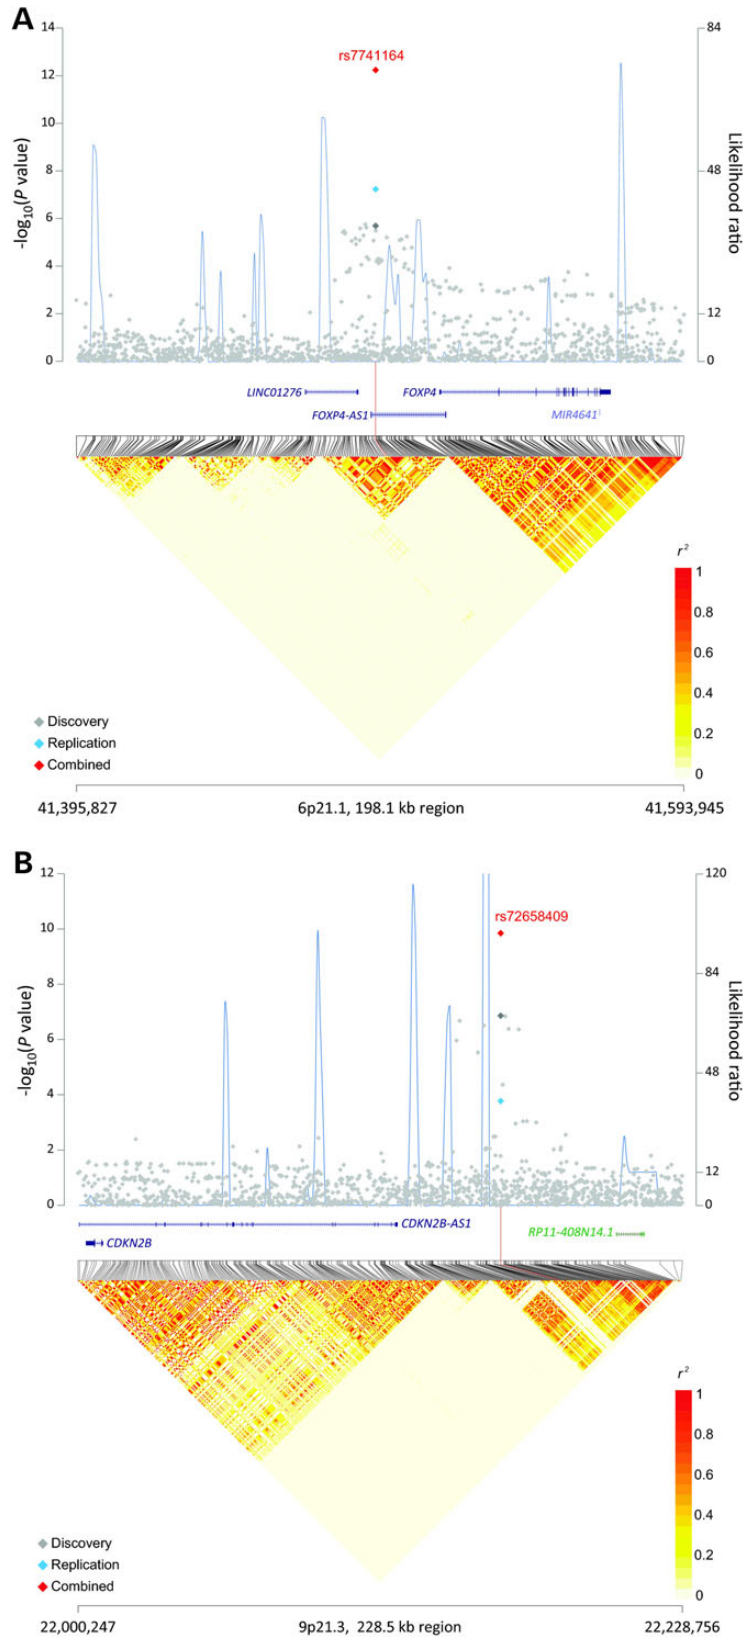 A
14
12
10
8
6
4
2
0
-log10(P value)
84
48
12
0
Likelihood ratio
rs7741164
LINC01276
FOXP4
FOXP4-AS1
MIR4641
r²
1
0.8
0.6
0.4
0.2
0
Discovery
Replication
Combined
41,395,827
6p21.1, 198.1 kb region
41,593,945
B
12
10
8
6
4
2
0
-log10(P value)
120
84
48
12
0
Likelihood ratio
rs72658409
CDKN2B-AS1
RP11-408N14.1
CDKN2B
r²
1
0.8
0.6
0.4
0.2
0
Discovery
Replication
Combined
22,000,247
9p21.3, 228.5 kb region
22,228,756